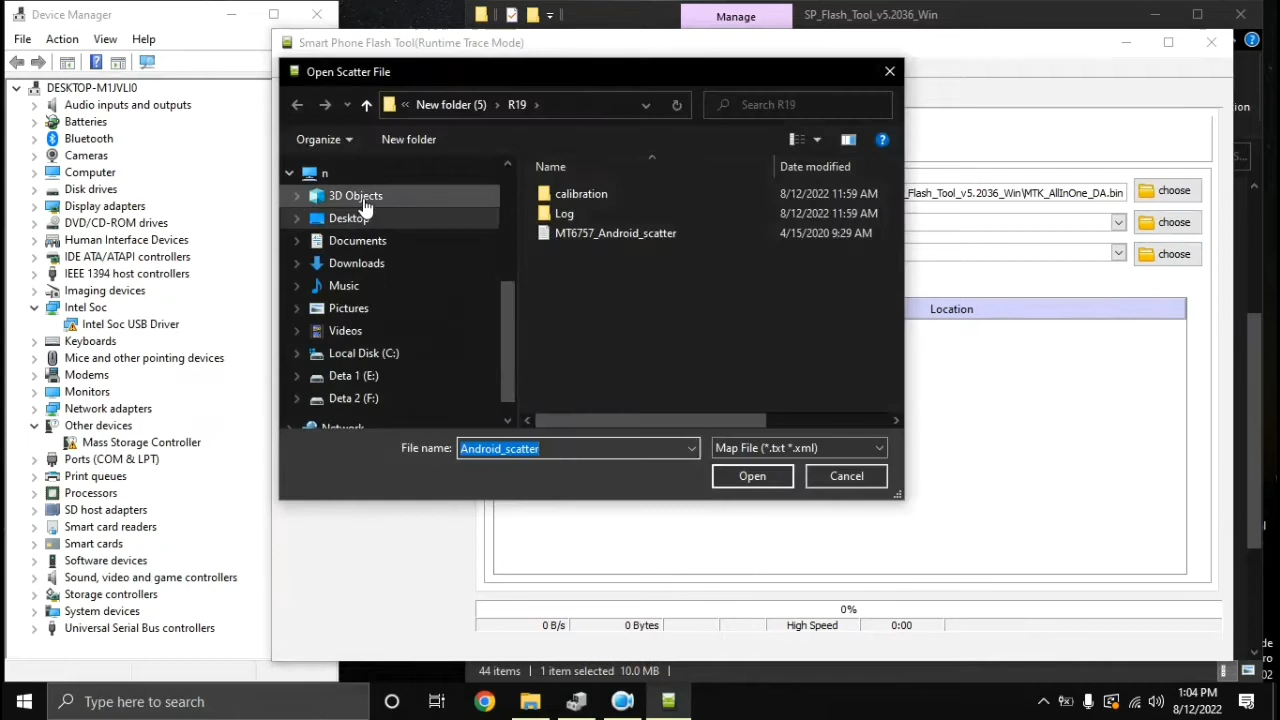 Device Manager
File Action View Help
DESKTOP-M1JVLI0
Audio inputs and outputs
Batteries
Bluetooth
Cameras
Computer
Disk drives
Display adapters
DVD/CD-ROM drives
Human Interface Devices
IDE ATA/ATAPI controllers
IEEE 1394 host controllers
Imaging devices
Intel Soc
Intel Soc USB Driver
Keyboards
Mice and other pointing devices
Modems
Monitors
Network adapters
Other devices
Mass Storage Controller
Ports (COM & LPT)
Print queues
Processors
SD host adapters
Smart card readers
Smart cards
Software devices
Sound, video and game controllers
Storage controllers
System devices
Universal Serial Bus controllers
Manage
SP_Flash_Tool_v5.2036_Win
Smart Phone Flash Tool(Runtime Trace Mode)
Open Scatter File
« New folder (5) › R19 ›
Search R19
Organize
New folder
n
3D Objects
Desktop
Documents
Downloads
Music
Pictures
Videos
Local Disk (C:)
Deta 1 (E:)
Deta 2 (F:)
Network
Name Date modified
calibration 8/12/2022 11:59 AM
Log 8/12/2022 11:59 AM
MT6757_Android_scatter 4/15/2020 9:29 AM
File name: Android_scatter
Map File (*.txt *.xml)
Open Cancel
_Flash_Tool_v5.2036_Win\MTK_AllInOne_DA.bin
choose
choose
choose
Location
0%
0 B/s 0 Bytes High Speed 0:00
44 items 1 item selected 10.0 MB
Type here to search
1:04 PM
8/12/2022